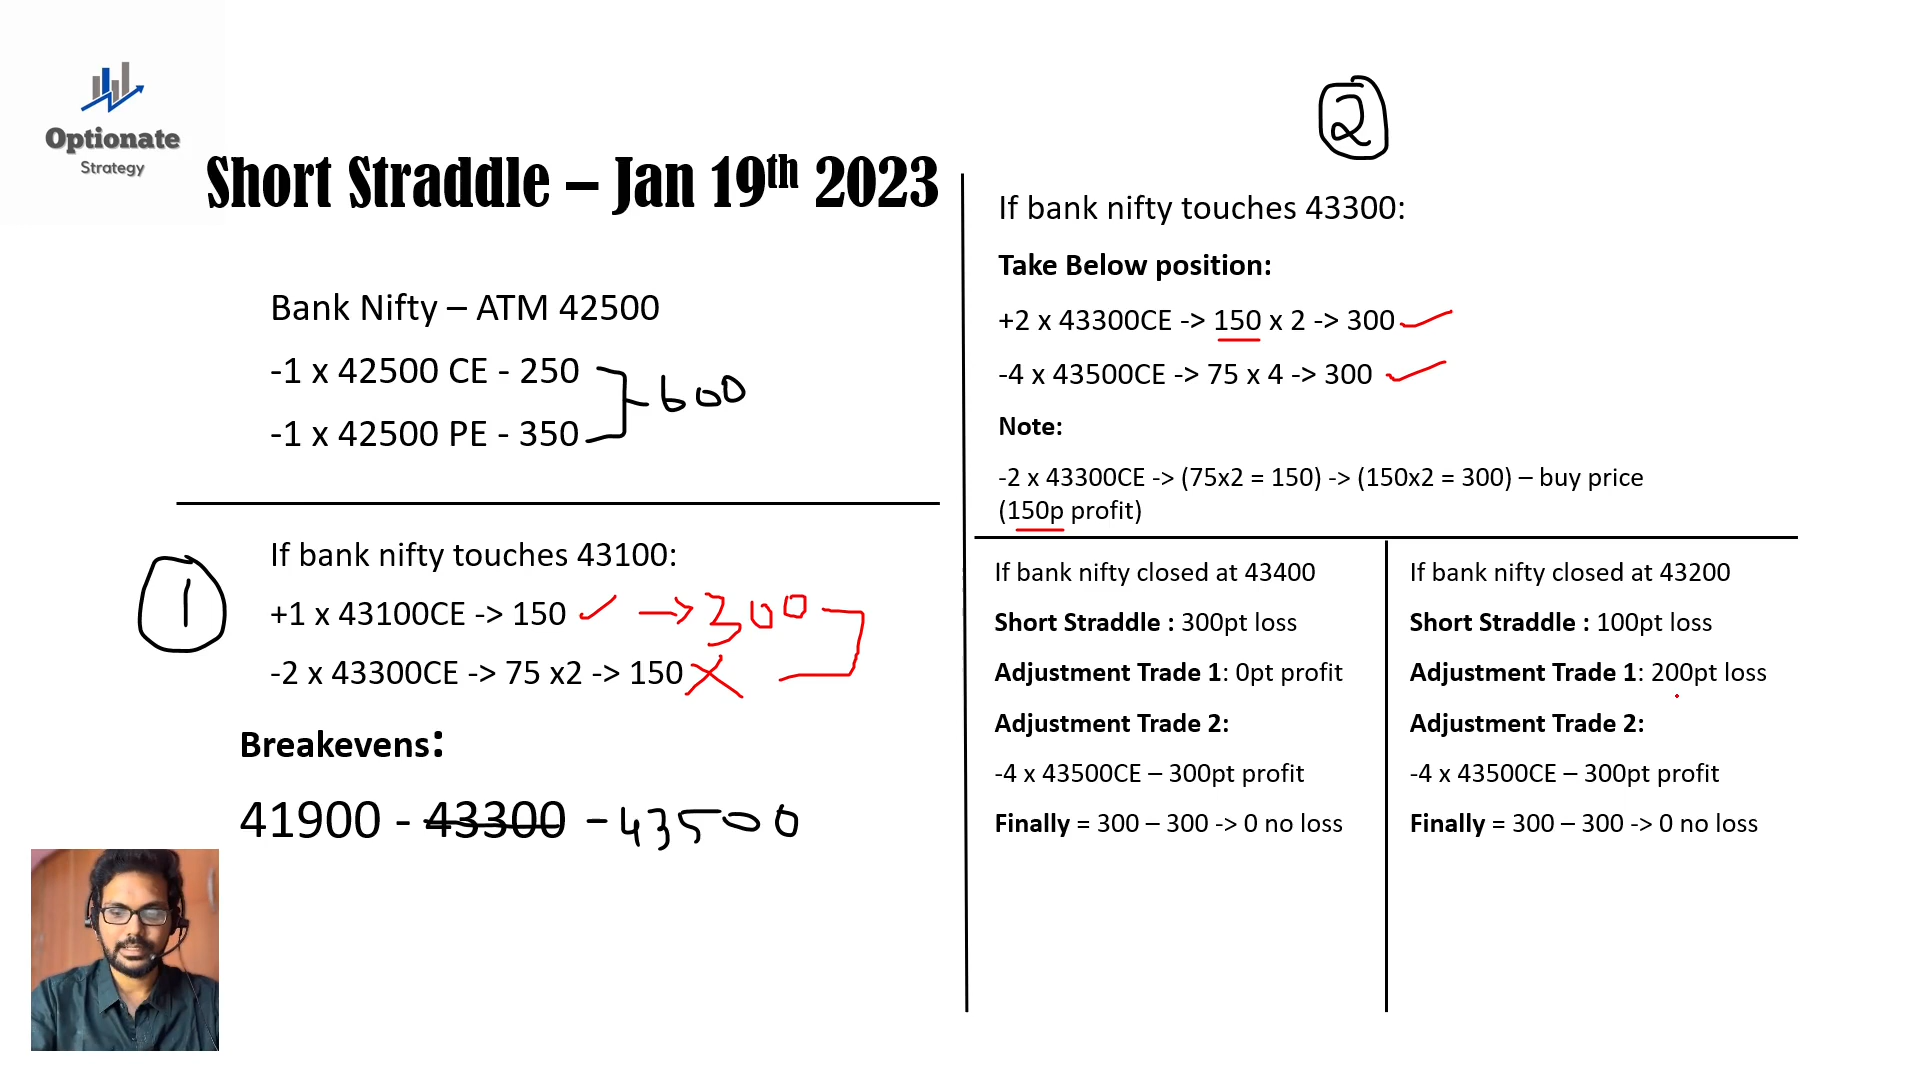 Optionate
Strategy
Short Straddle – Jan 19th 2023
Bank Nifty – ATM 42500
-1 x 42500 CE - 250
-1 x 42500 PE - 350
600
1
If bank nifty touches 43100:
+1 x 43100CE -> 150 ✓ → 300
-2 x 43300CE -> 75 x2 -> 150 X
Breakevens:
41900 - 43300 - 43500
2
If bank nifty touches 43300:
Take Below position:
+2 x 43300CE -> 150 x 2 -> 300 ✓
-4 x 43500CE -> 75 x 4 -> 300 ✓
Note:
-2 x 43300CE -> (75x2 = 150) -> (150x2 = 300) – buy price
(150p profit)
If bank nifty closed at 43400
Short Straddle : 300pt loss
Adjustment Trade 1: 0pt profit
Adjustment Trade 2:
-4 x 43500CE – 300pt profit
Finally = 300 – 300 -> 0 no loss
If bank nifty closed at 43200
Short Straddle : 100pt loss
Adjustment Trade 1: 200pt loss
Adjustment Trade 2:
-4 x 43500CE – 300pt profit
Finally = 300 – 300 -> 0 no loss